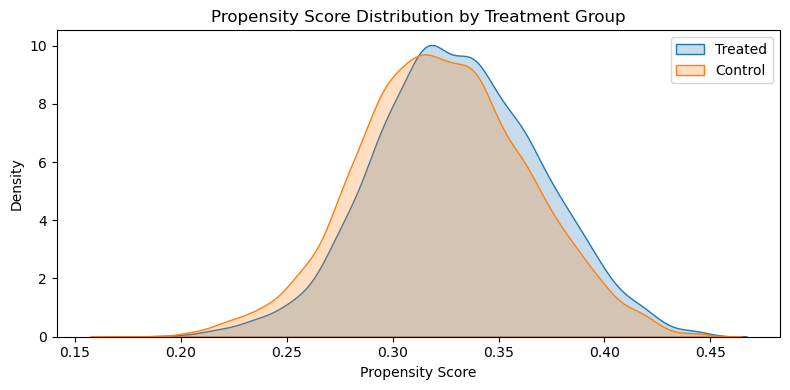 Propensity Score Distribution by Treatment Group
Treated
Control
10
8
6
4
2
0
Density
0.15 0.20 0.25 0.30 0.35 0.40 0.45
Propensity Score